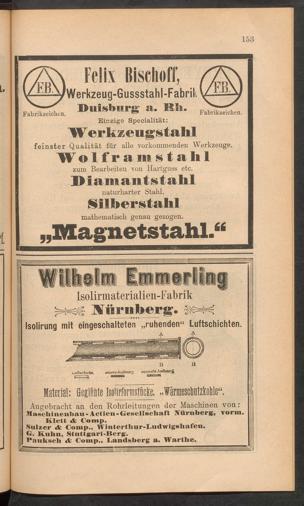 153
Felix Bischoff,
Werkzeug-Gussstahl-Fabrik
Duisburg a. Rh.
FB.
Fabrikzeichen.
FB.
Fabrikzeichen.
Einzige Specialität:
Werkzeugstahl
feinster Qualität für alle vorkommenden Werkzeuge.
Wolframstahl
zum Bearbeiten von Hartguss etc.
Diamantstahl
naturharter Stahl.
Silberstahl
mathematisch genau gezogen.
„Magnetstahl.“
Wilhelm Emmerling
Isolirmaterialien-Fabrik
Nürnberg.
Isolirung mit eingeschalteten „ruhenden“ Luftschichten.
Material: Geglühte Isolirformstücke. „Wärmeschutzkohle“.
Angebracht an den Rohrleitungen der Maschinen von:
Maschinenbau-Actien-Gesellschaft Nürnberg, vorm.
Klett & Comp.
Sulzer & Comp., Winterthur-Ludwigshafen.
G. Kuhn, Stuttgart-Berg.
Pauksch & Comp., Landsberg a. Warthe.